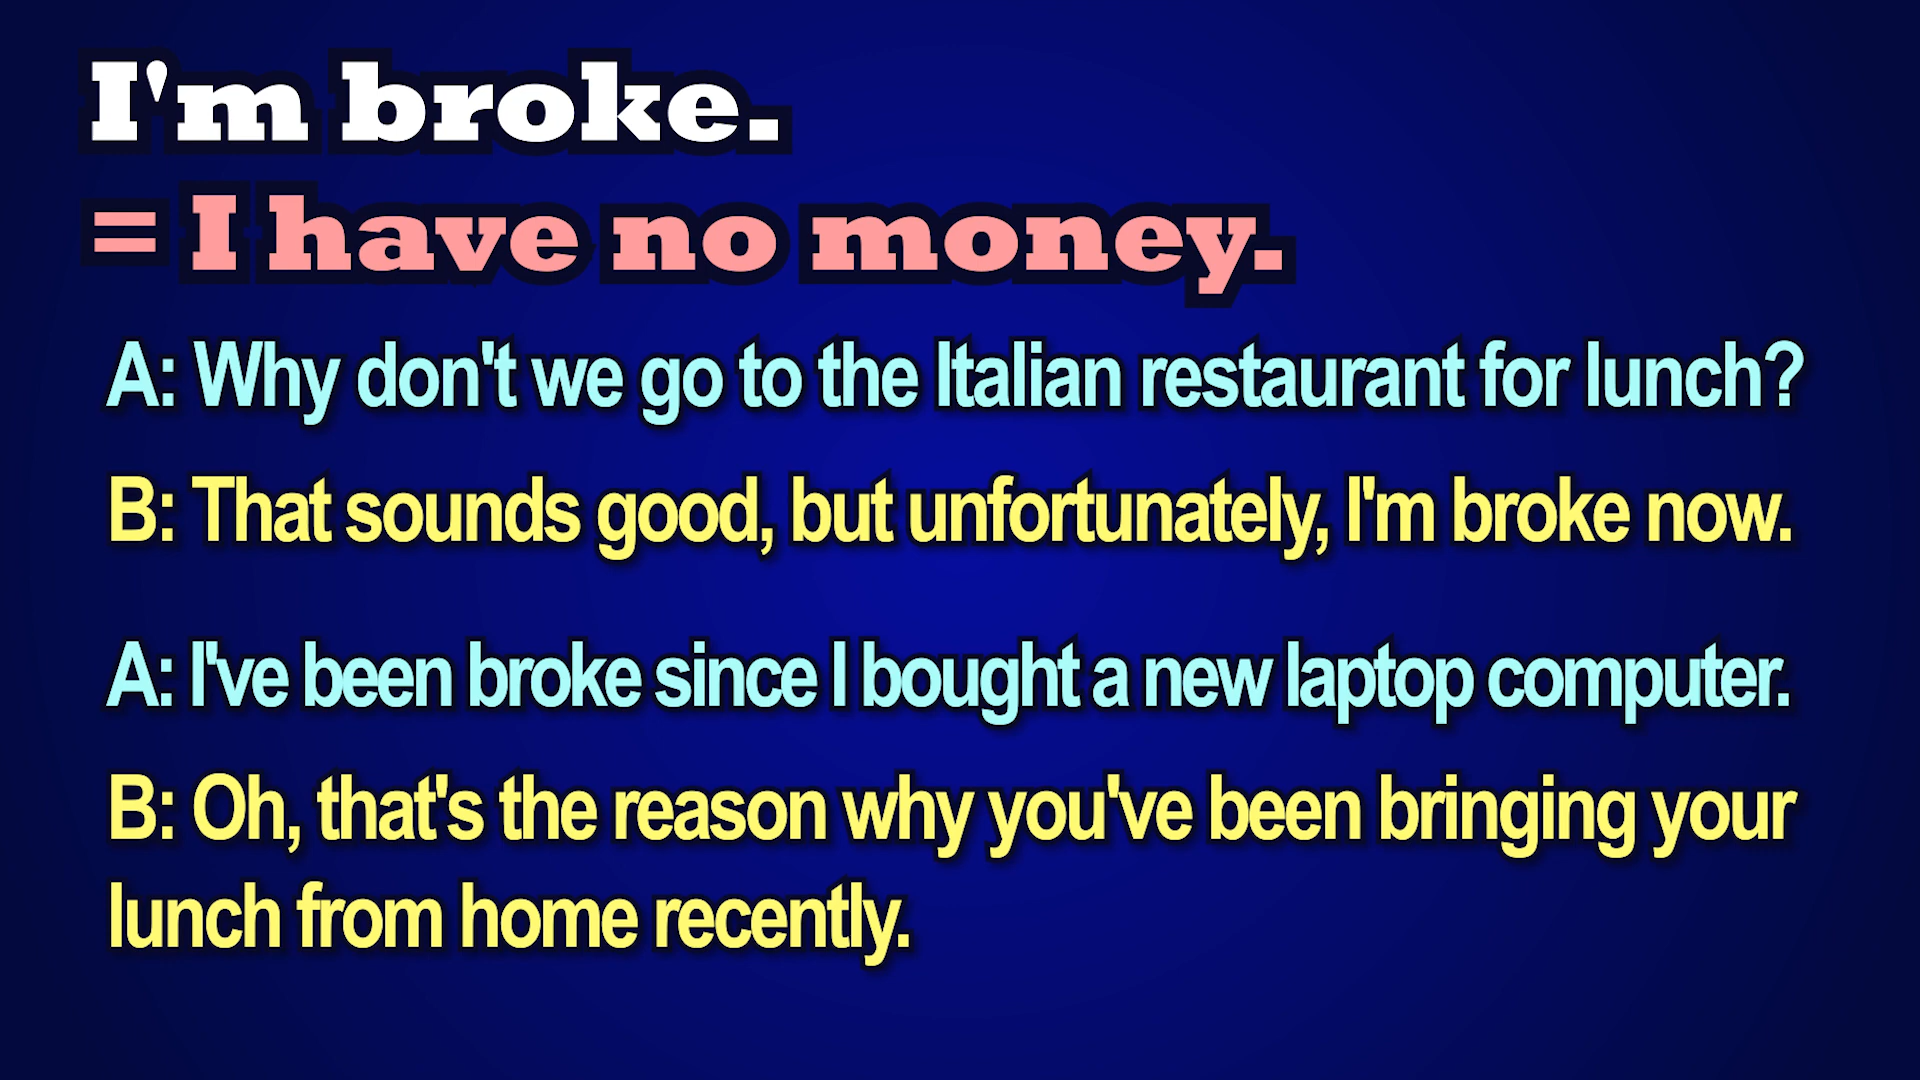 I'm broke.
= I have no money.
A: Why don't we go to the Italian restaurant for lunch?
B: That sounds good, but unfortunately, I'm broke now.
A: I've been broke since I bought a new laptop computer.
B: Oh, that's the reason why you've been bringing your
lunch from home recently.